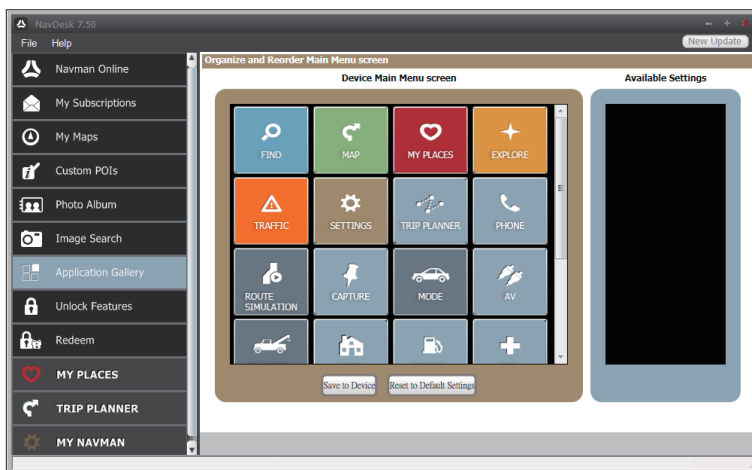 NavDesk 7.50
File Help
New Update
Navman Online
My Subscriptions
My Maps
Custom POIs
Photo Album
Image Search
Application Gallery
Unlock Features
Redeem
MY PLACES
TRIP PLANNER
MY NAVMAN
Organize and Reorder Main Menu screen
Device Main Menu screen
Available Settings
FIND MAP MY PLACES EXPLORE
TRAFFIC SETTINGS TRIP PLANNER PHONE
ROUTE
SIMULATION CAPTURE MODE AV
Save to Device Reset to Default Settings